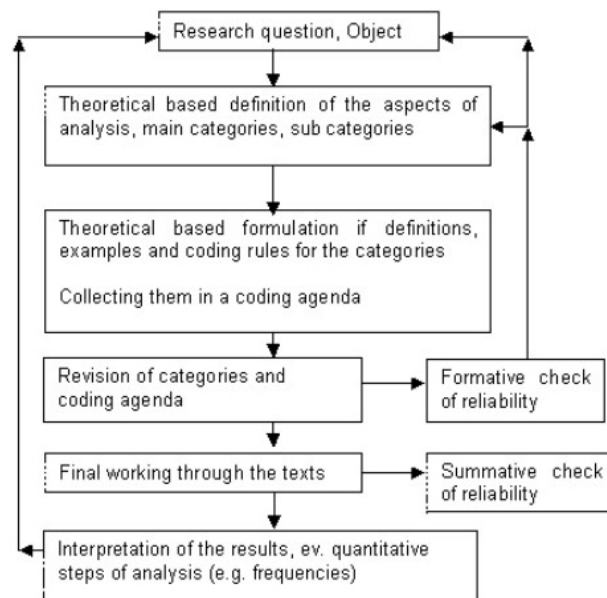 Research question, Object
Theoretical based definition of the aspects of
analysis, main categories, sub categories
Theoretical based formulation if definitions,
examples and coding rules for the categories
Collecting them in a coding agenda
Revision of categories and
coding agenda
Formative check
of reliability
Final working through the texts
Summative check
of reliability
Interpretation of the results, ev. quantitative
steps of analysis (e.g. frequencies)